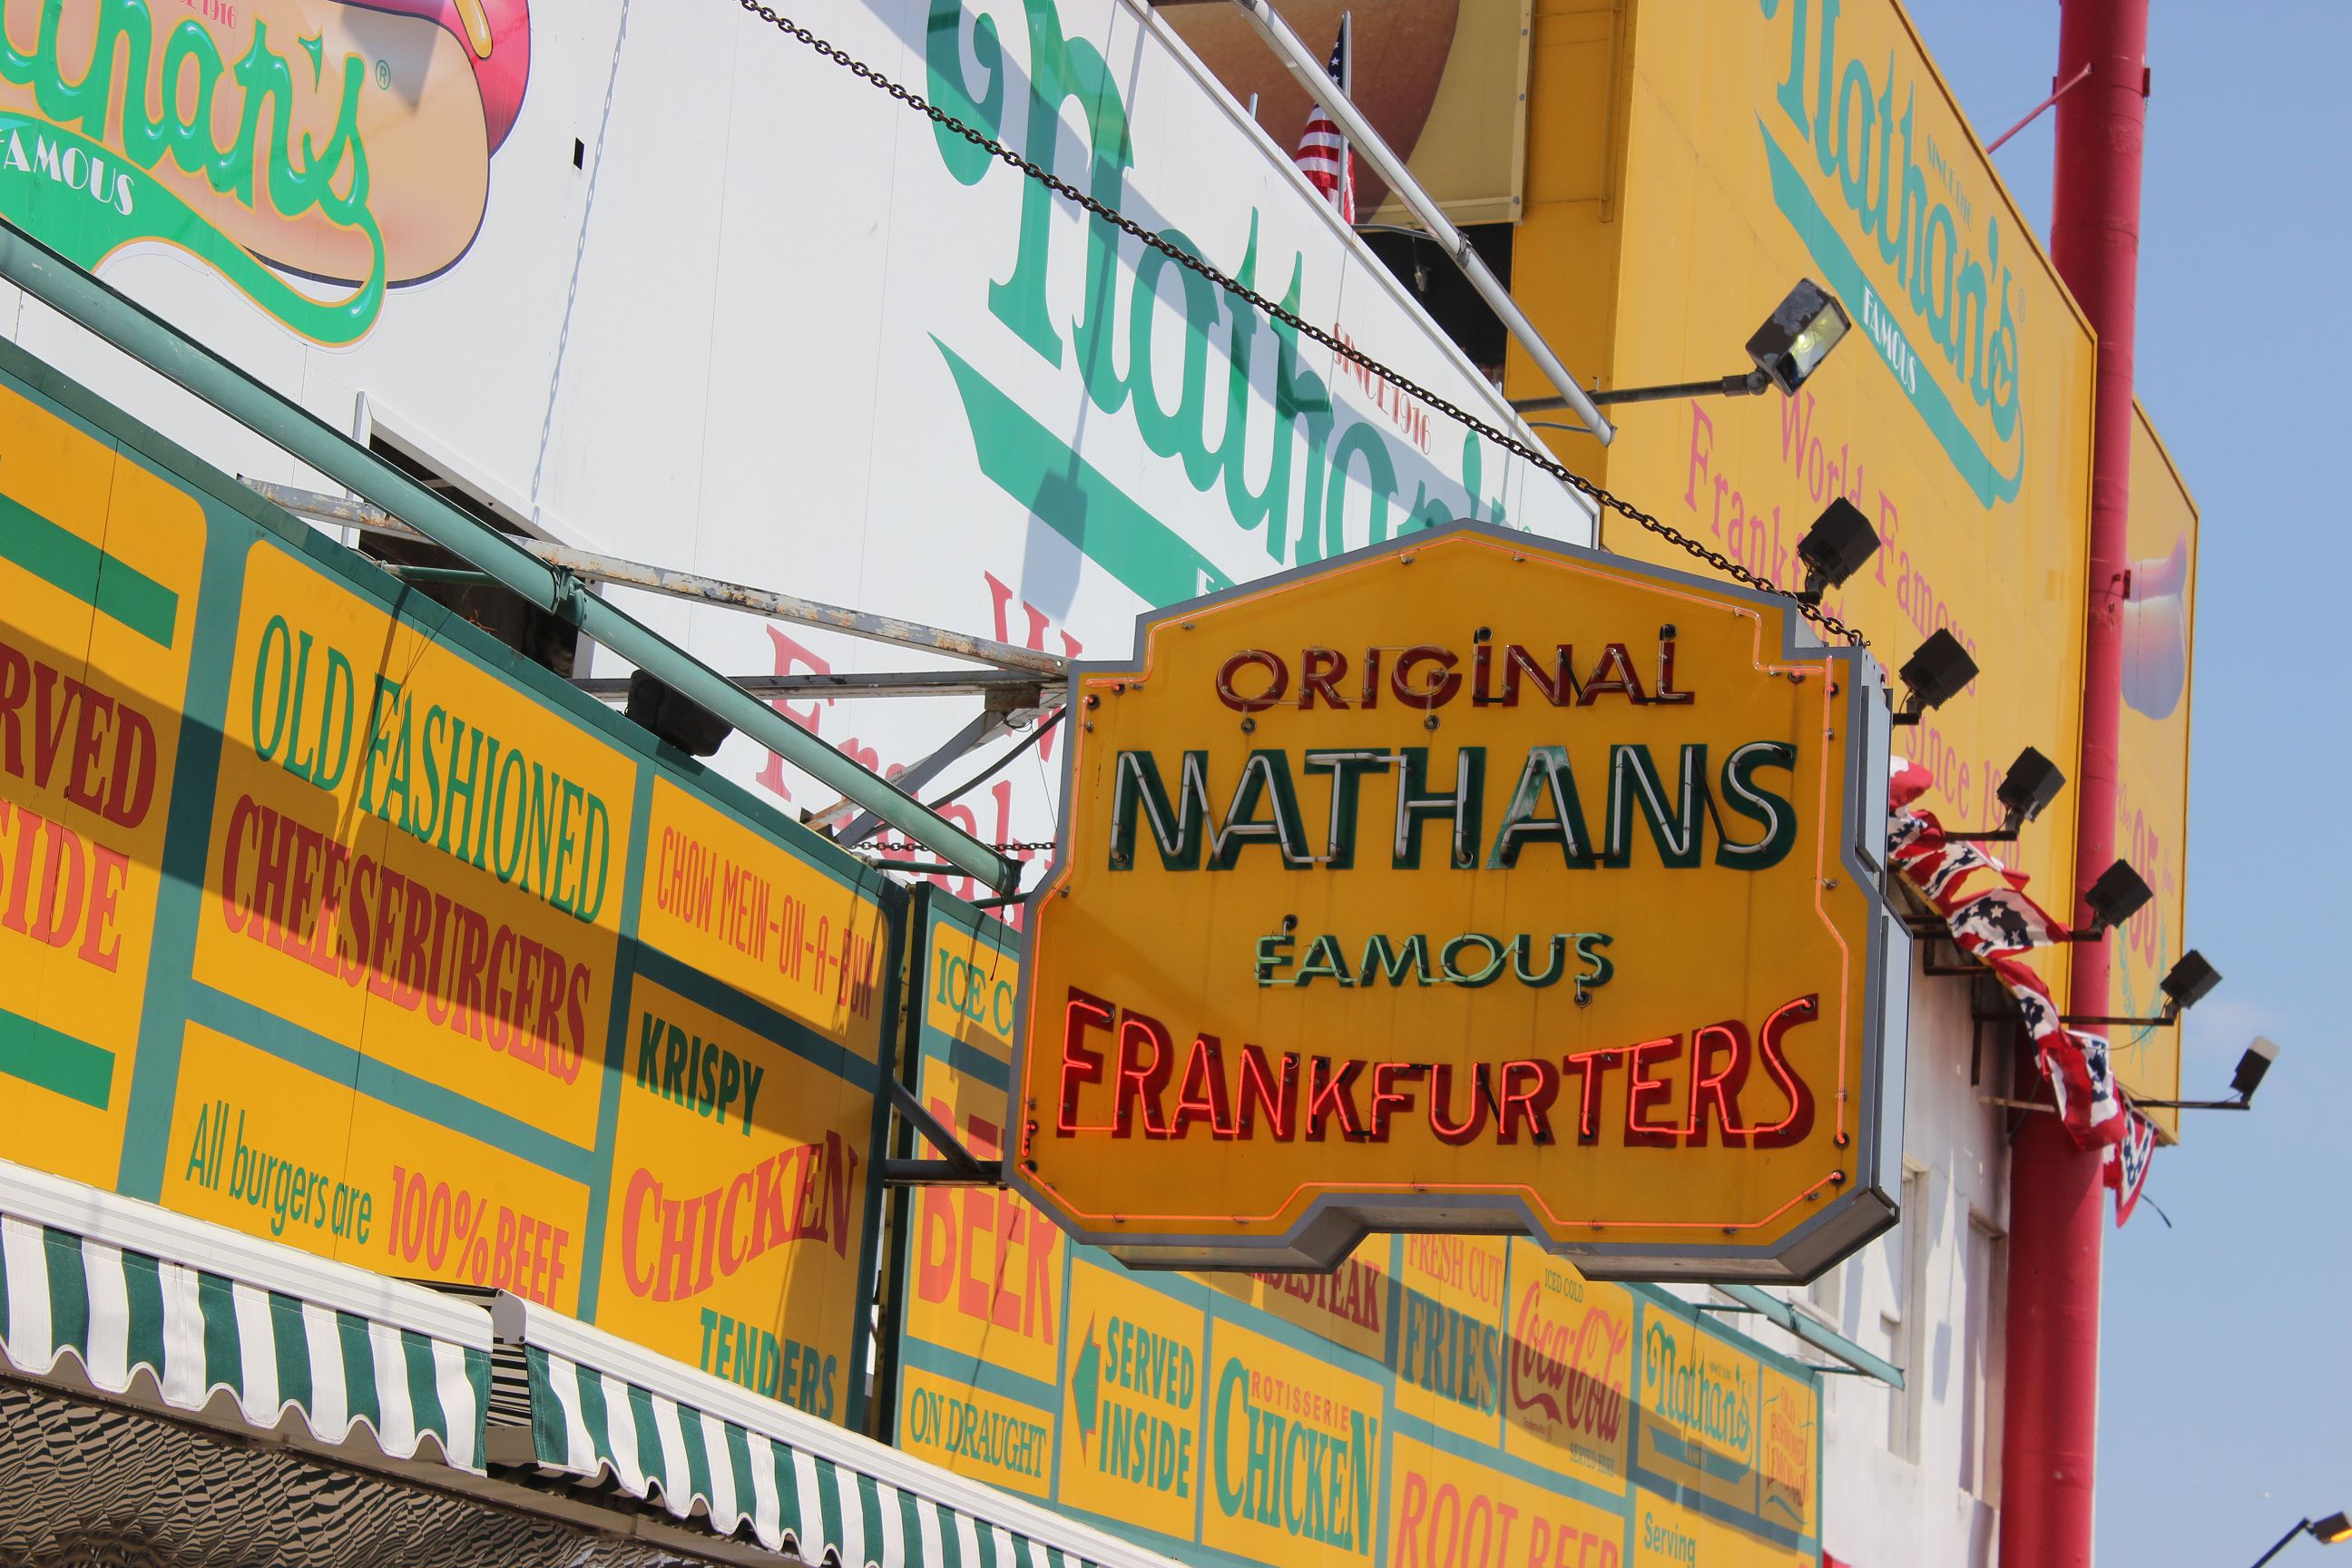 SINCE 1916
Nathan's
FAMOUS
Nathan's
SINCE 1916
Nathan's
FAMOUS
World Famous
ORIGINAL
NATHANS
FAMOUS
FRANKFURTERS
SIDE
OLD FASHIONED
CHEESEBURGERS
All burgers are
100% BEEF
CHOW MEIN-ON-A-BUN
KRISPY
CHICKEN
TENDERS
ICE
BEER
ON DRAUGHT
SERVED
INSIDE
ROTISSERIE
CHICKEN
FRESH CUT
FRIES
ICED COLD
Coca-Cola
ROOT BEER
Nathan's
Serving